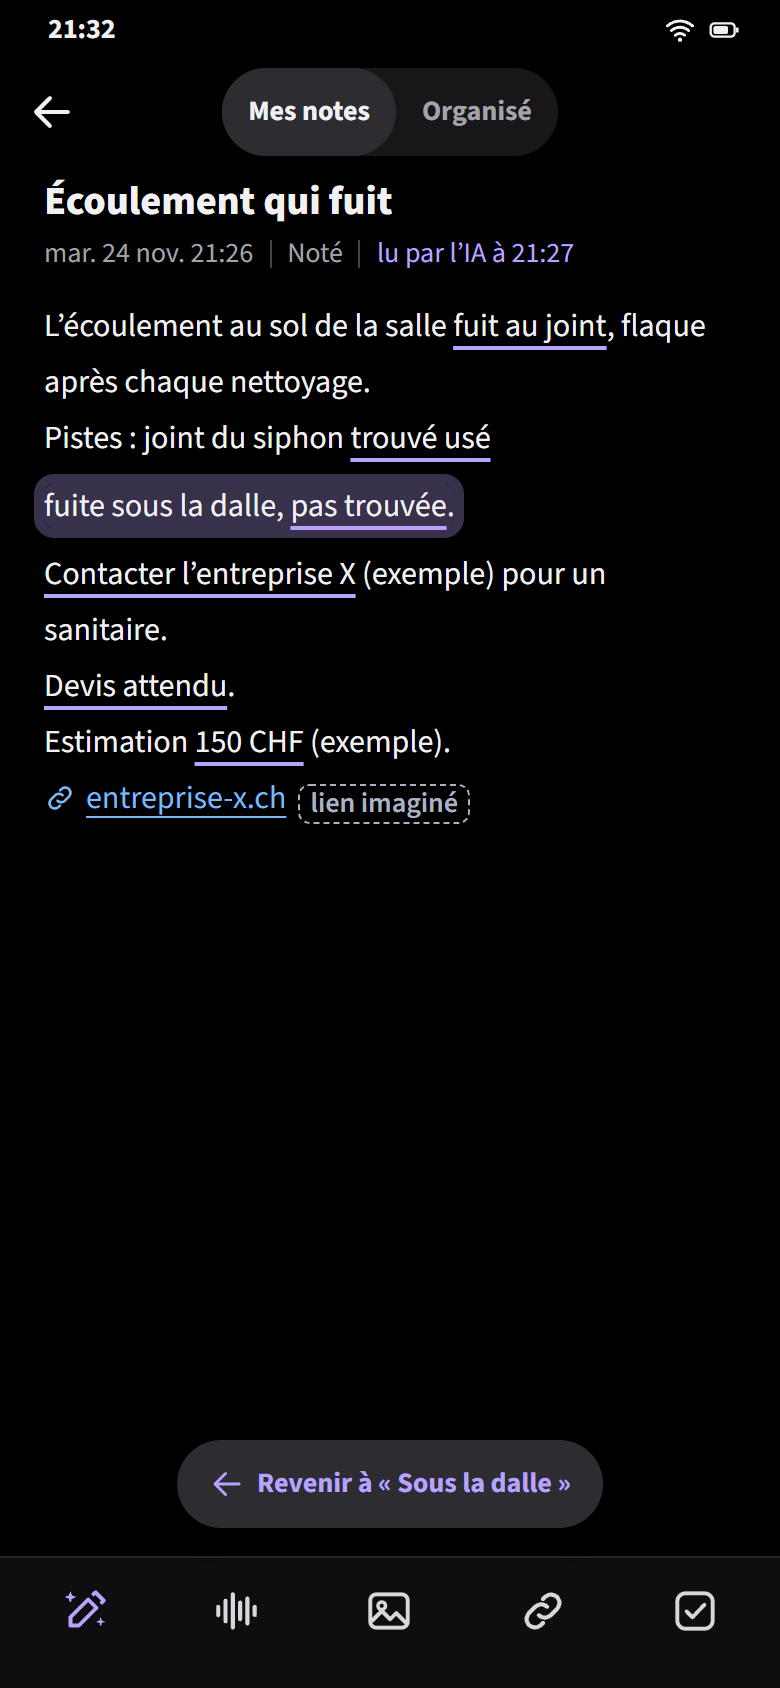 21:32
Mes notes
Organisé
Écoulement qui fuit
mar. 24 nov. 21:26 | Noté | lu par l’IA à 21:27
L’écoulement au sol de la salle fuit au joint, flaque
après chaque nettoyage.
Pistes : joint du siphon trouvé usé
fuite sous la dalle, pas trouvée.
Contacter l’entreprise X (exemple) pour un
sanitaire.
Devis attendu.
Estimation 150 CHF (exemple).
entreprise-x.ch lien imaginé
Revenir à « Sous la dalle »